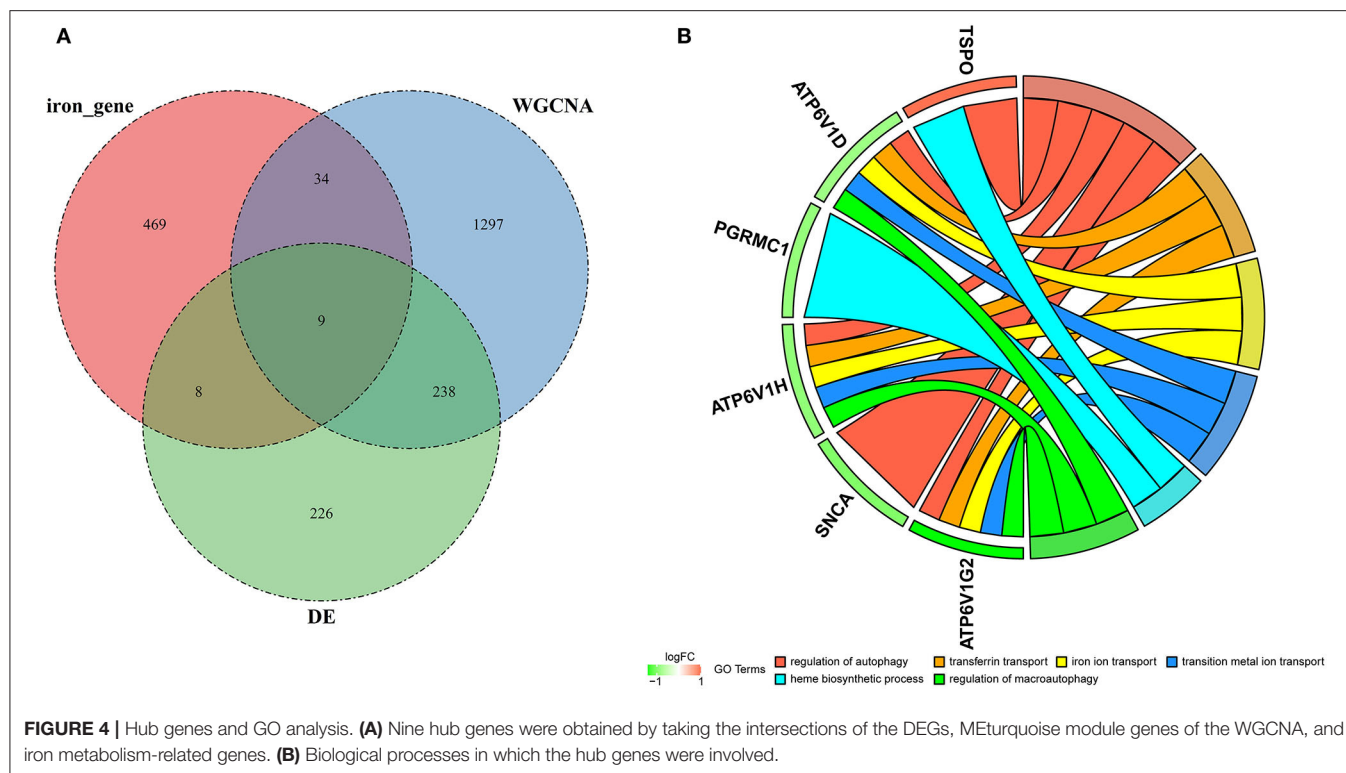 A
iron_gene
WGCNA
34
469
1297
9
8
238
226
DE
B
TSPO
ATP6V1D
PGRMC1
ATP6V1H
SNCA
ATP6V1G2
logFC
−1 1
GO Terms
regulation of autophagy transferrin transport iron ion transport transition metal ion transport
heme biosynthetic process regulation of macroautophagy
FIGURE 4 | Hub genes and GO analysis. (A) Nine hub genes were obtained by taking the intersections of the DEGs, MEturquoise module genes of the WGCNA, and
iron metabolism-related genes. (B) Biological processes in which the hub genes were involved.